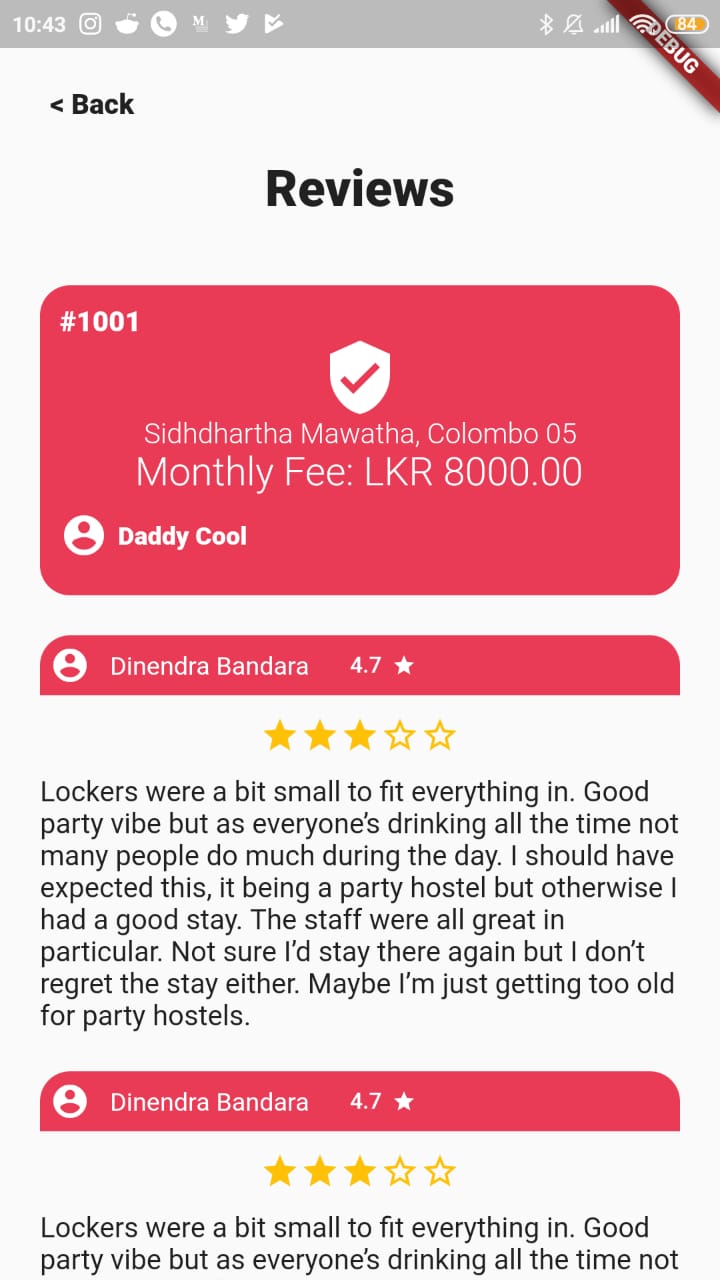 10:43
84
DEBUG
< Back
Reviews
#1001
Sidhdhartha Mawatha, Colombo 05
Monthly Fee: LKR 8000.00
Daddy Cool
Dinendra Bandara 4.7
Lockers were a bit small to fit everything in. Good
party vibe but as everyone’s drinking all the time not
many people do much during the day. I should have
expected this, it being a party hostel but otherwise I
had a good stay. The staff were all great in
particular. Not sure I’d stay there again but I don’t
regret the stay either. Maybe I’m just getting too old
for party hostels.
Dinendra Bandara 4.7
Lockers were a bit small to fit everything in. Good
party vibe but as everyone’s drinking all the time not